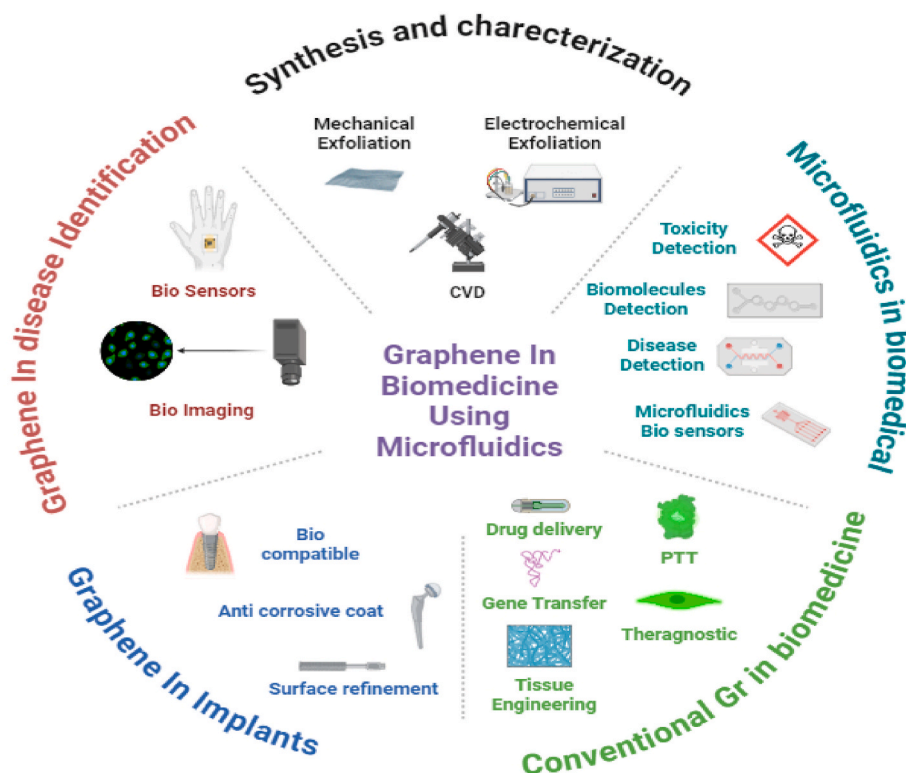 Synthesis and charecterization
Mechanical
Exfoliation
Electrochemical
Exfoliation
CVD
Graphene In disease Identification
Bio Sensors
Bio Imaging
Microfluidics in biomedical
Toxicity
Detection
Biomolecules
Detection
Disease
Detection
Microfluidics
Bio sensors
Graphene In
Biomedicine
Using
Microfluidics
Graphene In Implants
Bio
compatible
Anti corrosive coat
Surface refinement
Conventional Gr in biomedicine
Drug delivery
PTT
Gene Transfer
Theragnostic
Tissue
Engineering